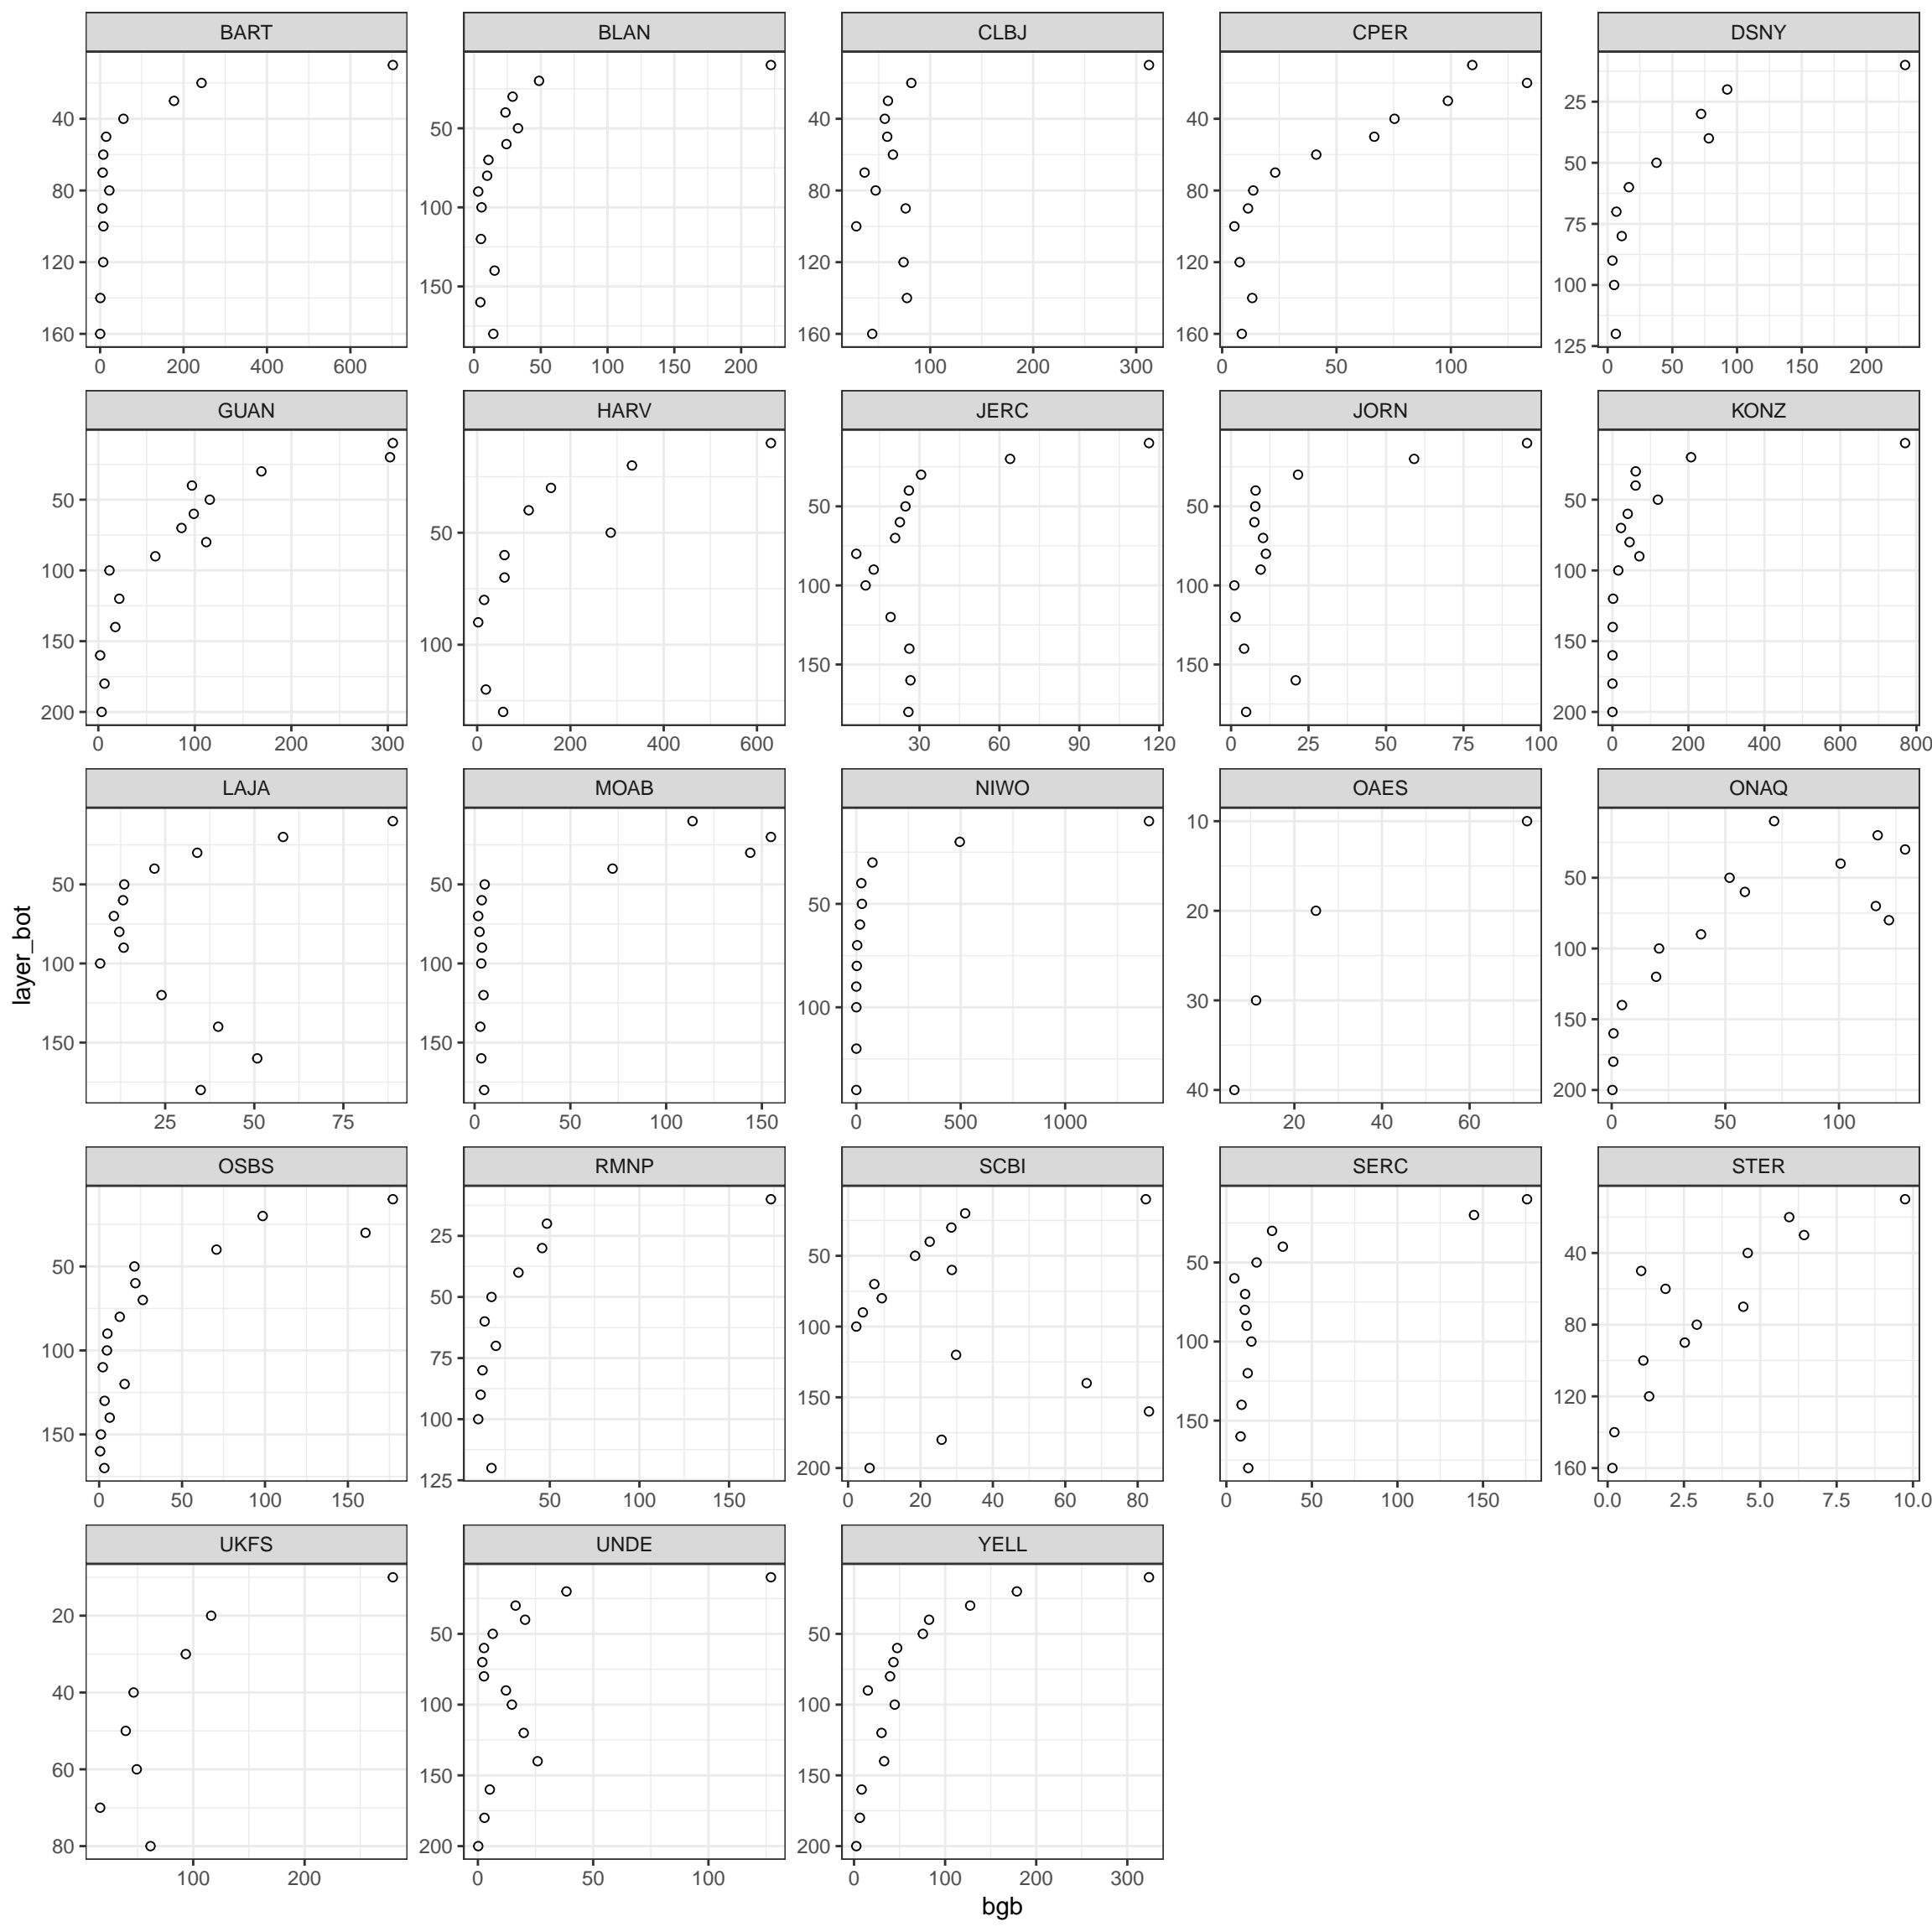 BART BLAN CLBJ CPER DSNY
40 80 120 160
0 200 400 600
50 100 150
0 50 100 150 200
40 80 120 160
100 200 300
40 80 120 160
0 50 100
25 50 75 100 125
0 50 100 150 200
GUAN HARV JERC JORN KONZ
50 100 150 200
0 100 200 300
50 100
0 200 400 600
50 100 150
30 60 90 120
50 100 150
0 25 50 75 100
50 100 150 200
0 200 400 600 800
LAJA MOAB NIWO OAES ONAQ
layer_bot
50 100 150
25 50 75
50 100 150
0 50 100 150
50 100
0 500 1000
10 20 30 40
20 40 60
50 100 150 200
0 50 100
OSBS RMNP SCBI SERC STER
50 100 150
0 50 100 150
25 50 75 100 125
50 100 150
50 100 150 200
0 20 40 60 80
50 100 150
0 50 100 150
40 80 120 160
0.0 2.5 5.0 7.5 10.0
UKFS UNDE YELL
20 40 60 80
100 200
50 100 150 200
0 50 100
50 100 150 200
0 100 200 300
bgb